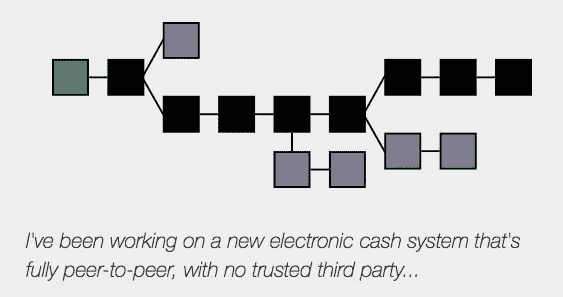 I've been working on a new electronic cash system that's
fully peer-to-peer, with no trusted third party...